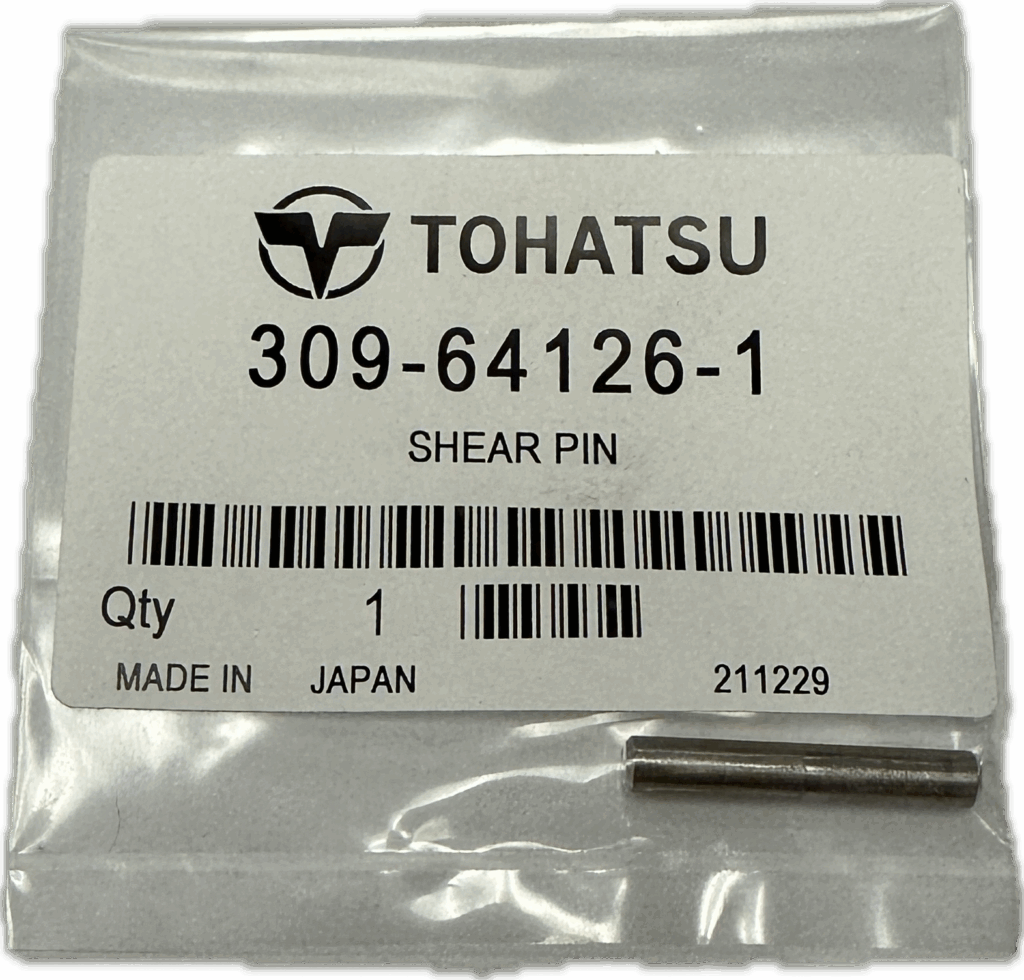 TOHATSU
309-64126-1
SHEAR PIN
Qty 1
MADE IN JAPAN 211229